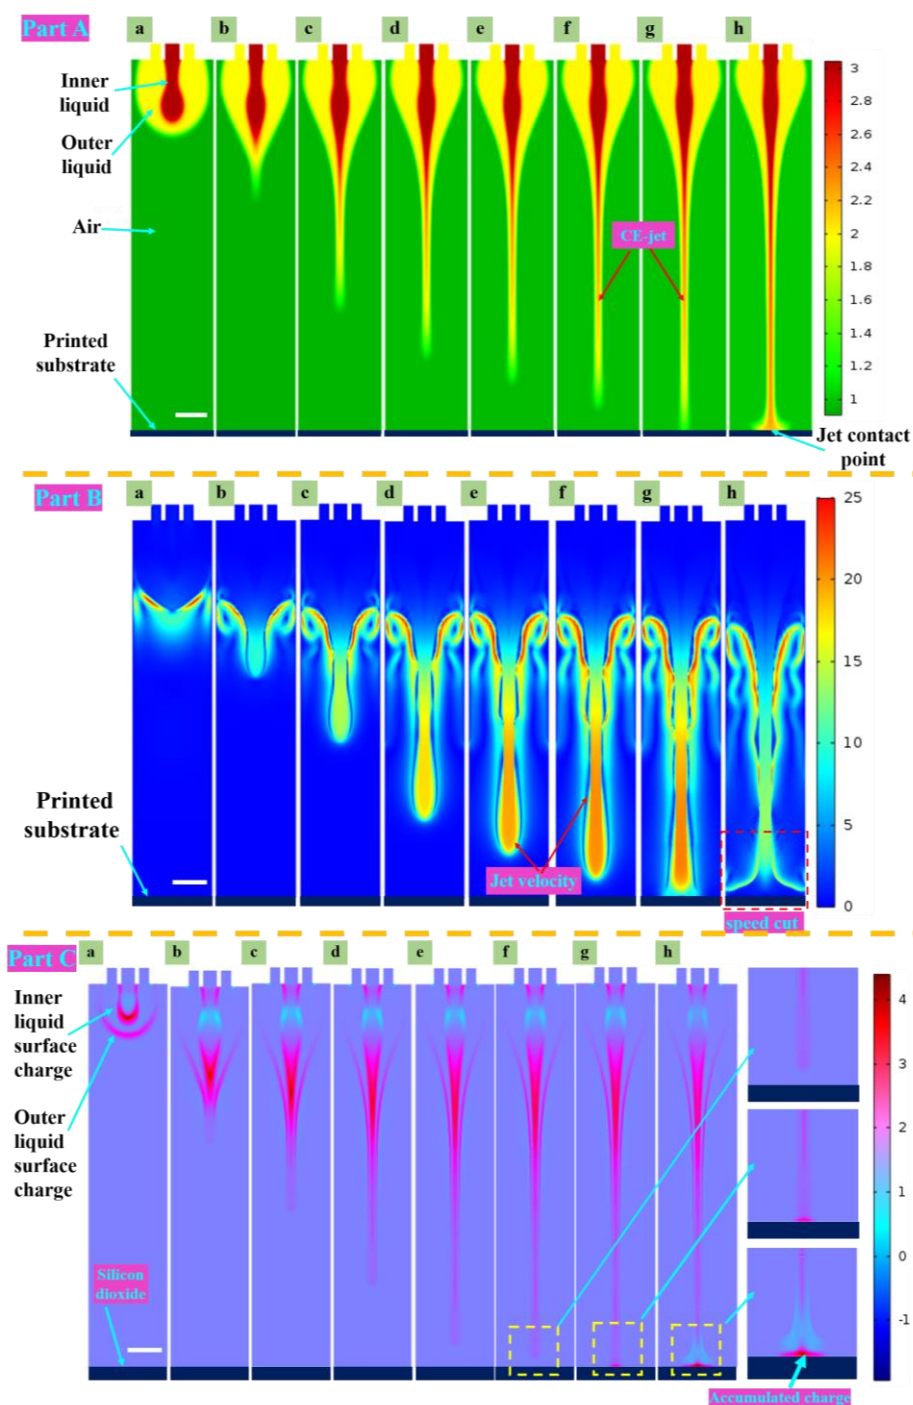 Part A
a b c d e f g h
Inner
liquid
Outer
liquid
Air
Printed
substrate
CE-jet
3
2.8
2.6
2.4
2.2
2
1.8
1.6
1.4
1.2
1
Jet contact
point
Part B
a b c d e f g h
25
20
15
10
5
0
Printed
substrate
Jet velocity
speed cut
Part C
a b c d e f g h
Inner
liquid
surface
charge
Outer
liquid
surface
charge
Silicon
dioxide
4
3
2
1
0
-1
Accumulated charge